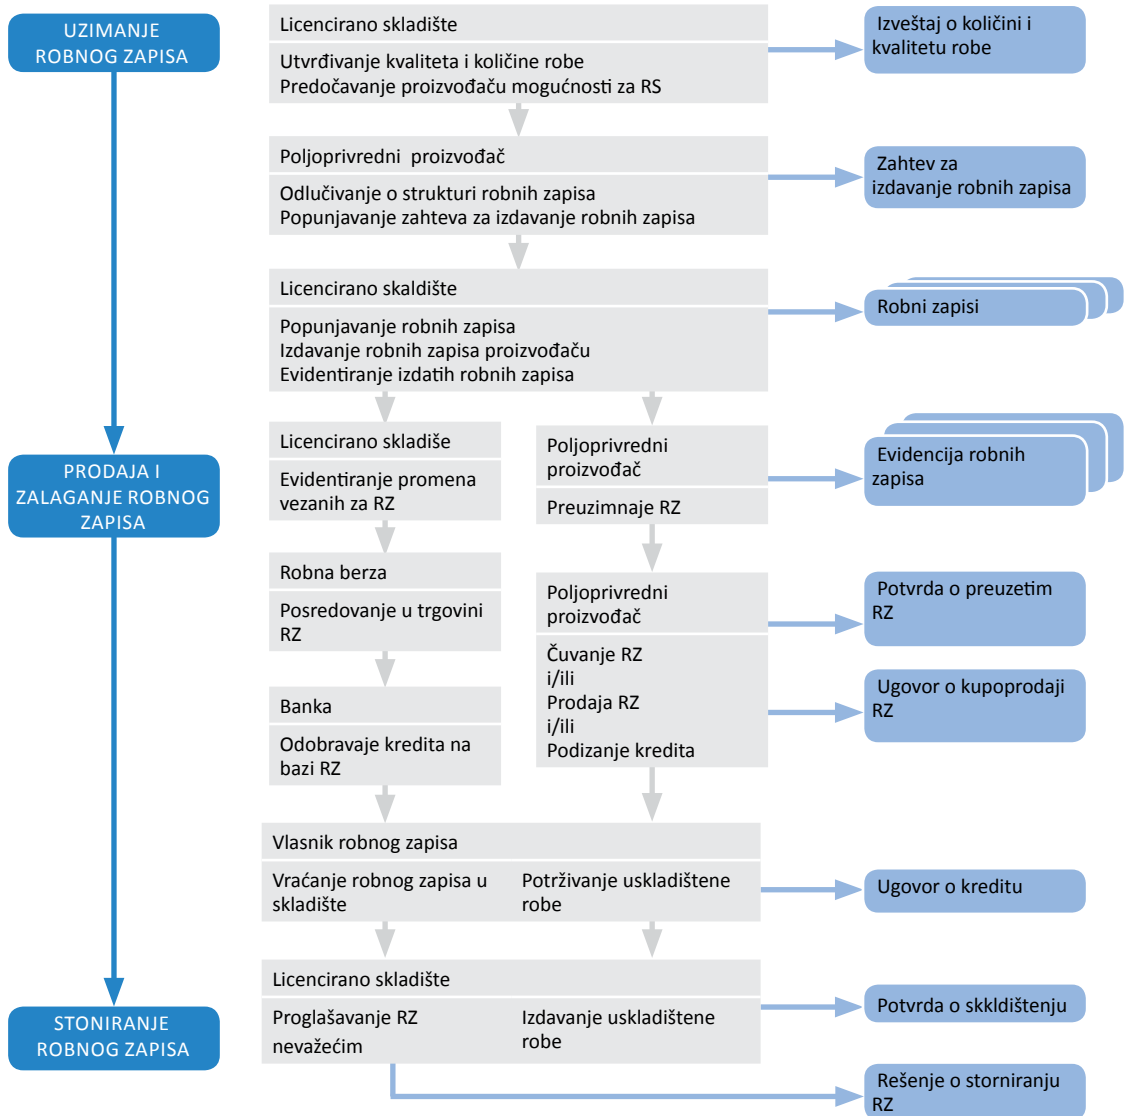 UZIMANJE
ROBNOG ZAPISA
Licencirano skladište
Utvrđivanje kvaliteta i količine robe
Predočavanje proizvođaču mogućnosti za RS
Izveštaj o količini i
kvalitetu robe
Poljoprivredni proizvođač
Odlučivanje o strukturi robnih zapisa
Popunjavanje zahteva za izdavanje robnih zapisa
Zahtev za
izdavanje robnih zapisa
Licencirano skaldište
Popunjavanje robnih zapisa
Izdavanje robnih zapisa proizvođaču
Evidentiranje izdatih robnih zapisa
Robni zapisi
PRODAJA I
ZALAGANJE ROBNOG
ZAPISA
Licencirano skladiše
Evidentiranje promena
vezanih za RZ
Poljoprivredni
proizvođač
Preuzimnaje RZ
Evidencija robnih
zapisa
Robna berza
Posredovanje u trgovini
RZ
Poljoprivredni
proizvođač
Čuvanje RZ
i/ili
Prodaja RZ
i/ili
Podizanje kredita
Potvrda o preuzetim
RZ
Ugovor o kupoprodaji
RZ
Banka
Odobravaje kredita na
bazi RZ
Vlasnik robnog zapisa
Vraćanje robnog zapisa u
skladište
Potrživanje uskladištene
robe
Ugovor o kreditu
STONIRANJE
ROBNOG ZAPISA
Licencirano skladište
Proglašavanje RZ
nevažećim
Izdavanje uskladištene
robe
Potvrda o skkldištenju
Rešenje o storniranju
RZ